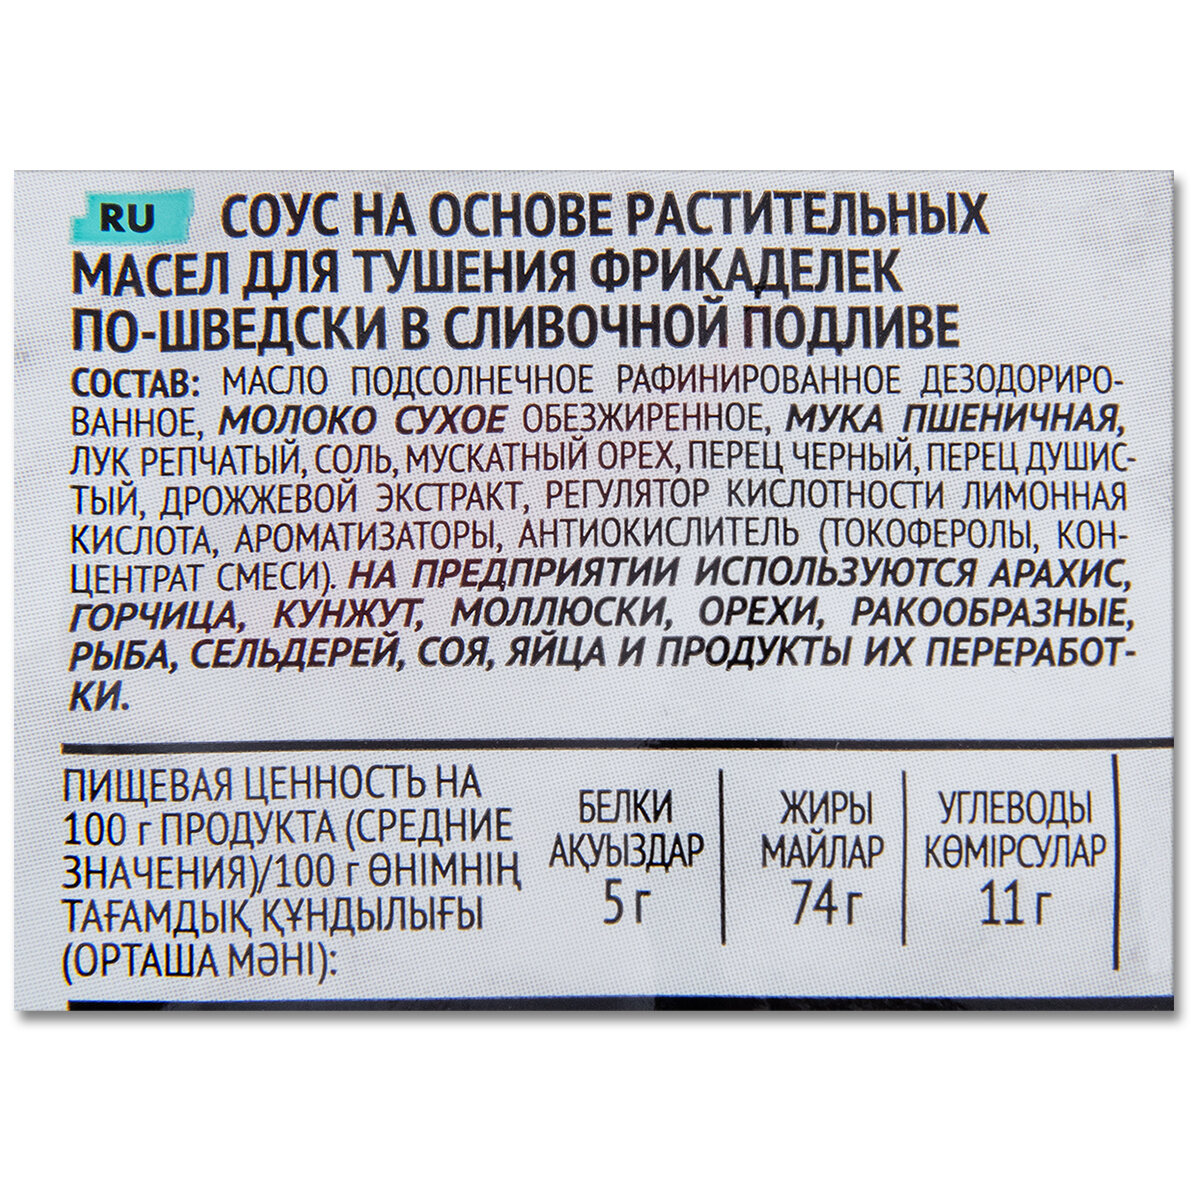 RU СОУС НА ОСНОВЕ РАСТИТЕЛЬНЫХ
МАСЕЛ ДЛЯ ТУШЕНИЯ ФРИКАДЕЛЕК
ПО-ШВЕДСКИ В СЛИВОЧНОЙ ПОДЛИВЕ
СОСТАВ: МАСЛО ПОДСОЛНЕЧНОЕ РАФИНИРОВАННОЕ ДЕЗОДОРИРО-
ВАННОЕ, МОЛОКО СУХОЕ ОБЕЗЖИРЕННОЕ, МУКА ПШЕНИЧНАЯ,
ЛУК РЕПЧАТЫЙ, СОЛЬ, МУСКАТНЫЙ ОРЕХ, ПЕРЕЦ ЧЕРНЫЙ, ПЕРЕЦ ДУШИС-
ТЫЙ, ДРОЖЖЕВОЙ ЭКСТРАКТ, РЕГУЛЯТОР КИСЛОТНОСТИ ЛИМОННАЯ
КИСЛОТА, АРОМАТИЗАТОРЫ, АНТИОКИСЛИТЕЛЬ (ТОКОФЕРОЛЫ, КОН-
ЦЕНТРАТ СМЕСИ). НА ПРЕДПРИЯТИИ ИСПОЛЬЗУЮТСЯ АРАХИС,
ГОРЧИЦА, КУНЖУТ, МОЛЛЮСКИ, ОРЕХИ, РАКООБРАЗНЫЕ,
РЫБА, СЕЛЬДЕРЕЙ, СОЯ, ЯЙЦА И ПРОДУКТЫ ИХ ПЕРЕРАБОТ-
КИ.
ПИЩЕВАЯ ЦЕННОСТЬ НА
100 г ПРОДУКТА (СРЕДНИЕ
ЗНАЧЕНИЯ)/100 г ӨНІМНІҢ
ТАҒАМДЫҚ ҚҰНДЫЛЫҒЫ
(ОРТАША МӘНІ):
БЕЛКИ
АҚУЫЗДАР
5 г
ЖИРЫ
МАЙЛАР
74 г
УГЛЕВОДЫ
КӨМІРСУЛАР
11 г